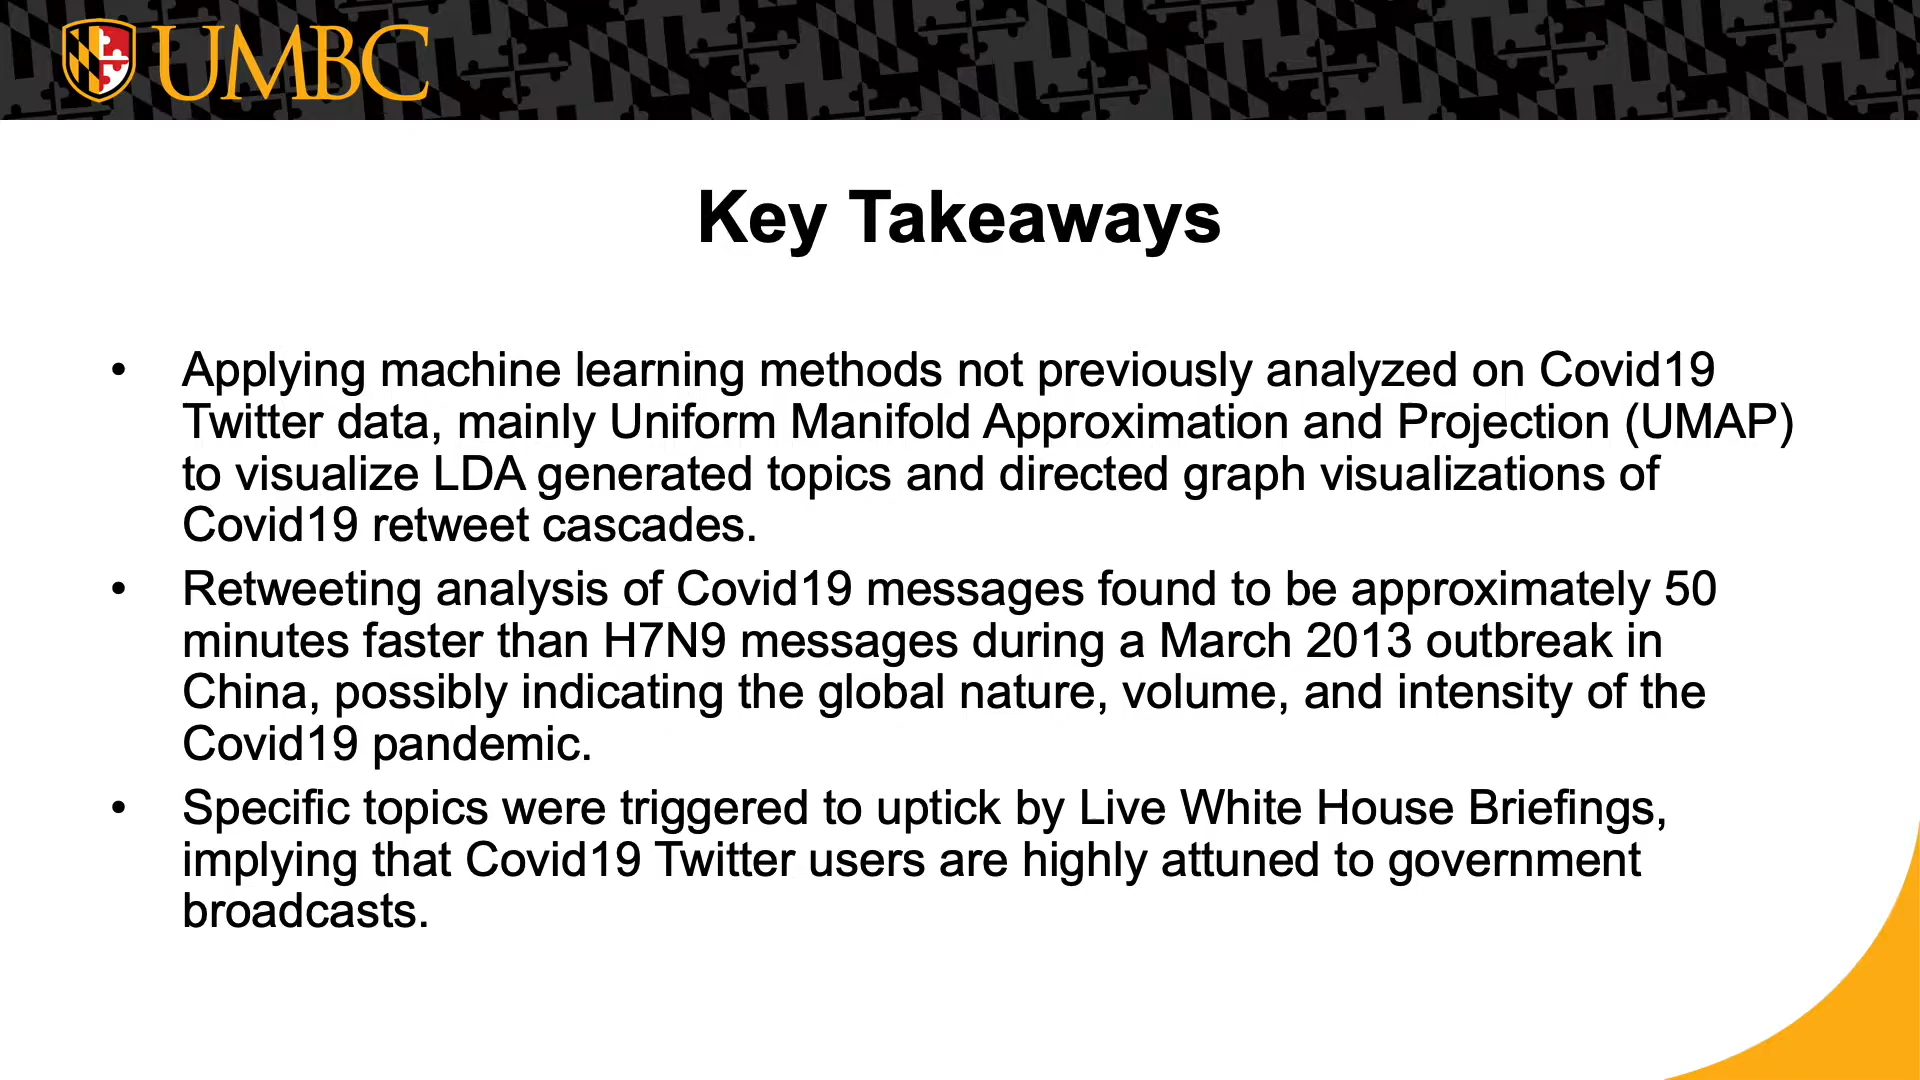 UMBC
Key Takeaways
• Applying machine learning methods not previously analyzed on Covid19
Twitter data, mainly Uniform Manifold Approximation and Projection (UMAP)
to visualize LDA generated topics and directed graph visualizations of
Covid19 retweet cascades.
• Retweeting analysis of Covid19 messages found to be approximately 50
minutes faster than H7N9 messages during a March 2013 outbreak in
China, possibly indicating the global nature, volume, and intensity of the
Covid19 pandemic.
• Specific topics were triggered to uptick by Live White House Briefings,
implying that Covid19 Twitter users are highly attuned to government
broadcasts.